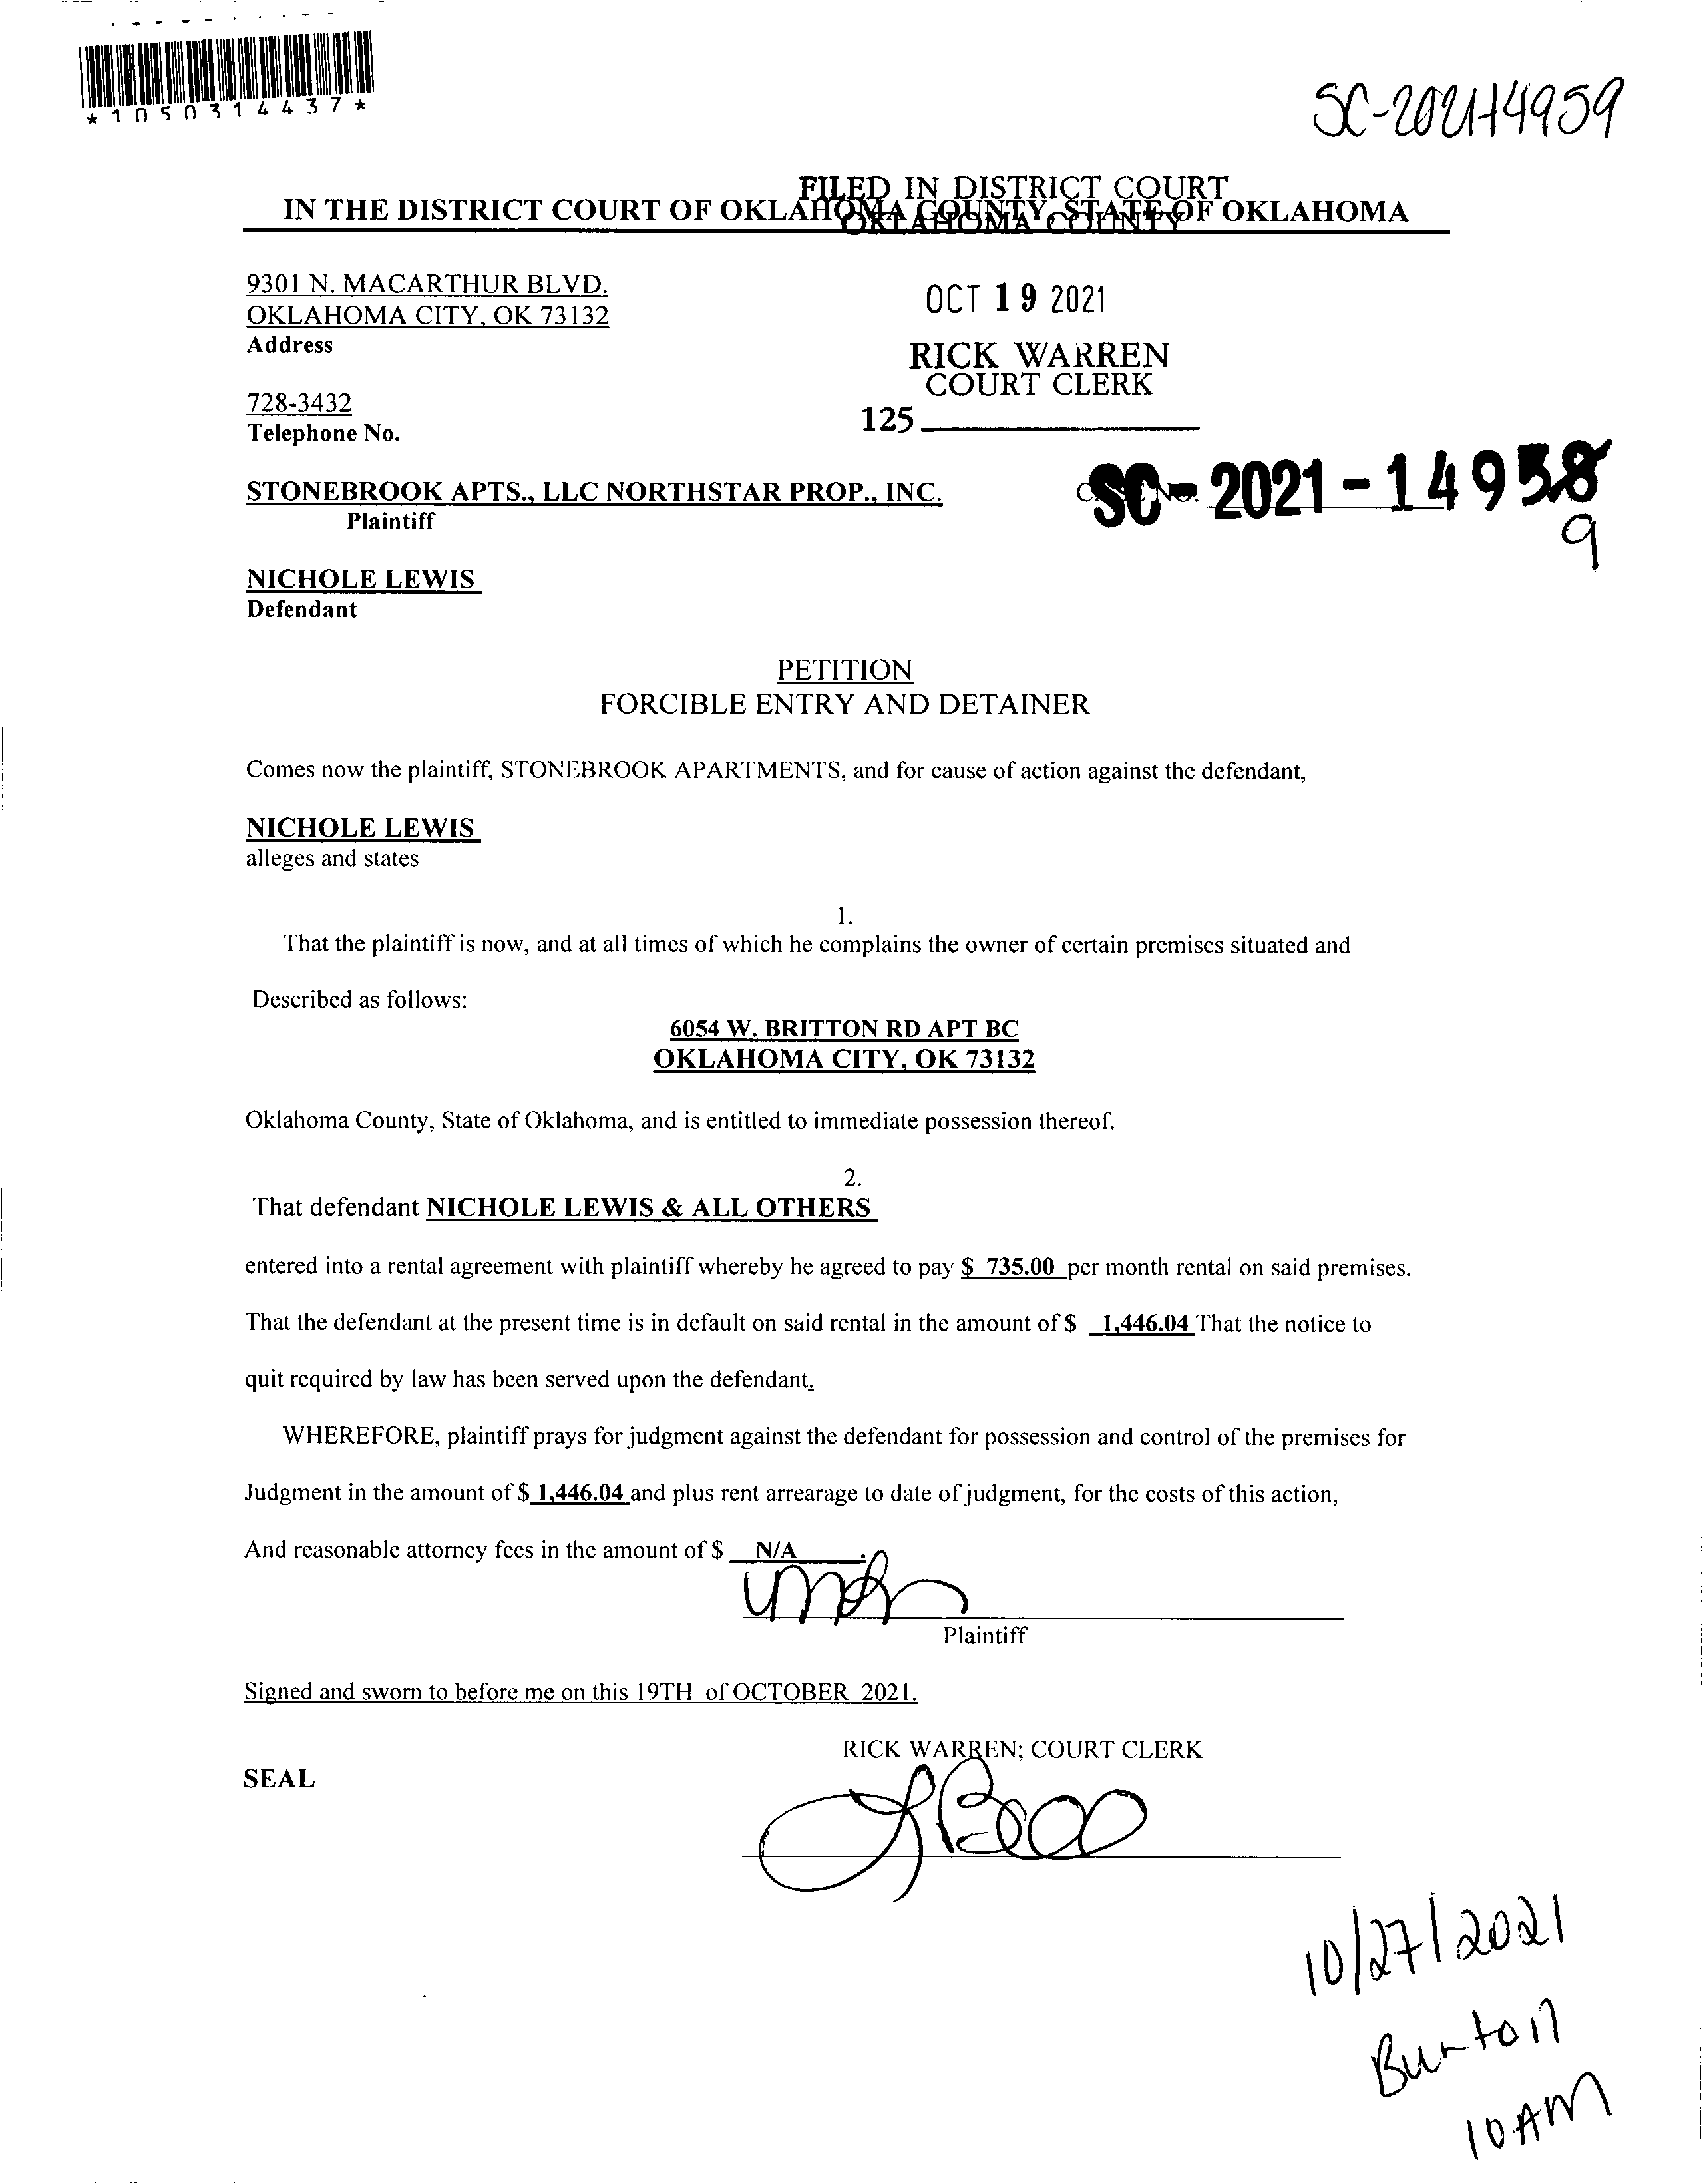 *1050314437*
SC-2021-14959
FILED IN DISTRICT COURT
OKLAHOMA COUNTY
IN THE DISTRICT COURT OF OKLAHOMA COUNTY, STATE OF OKLAHOMA
9301 N. MACARTHUR BLVD.
OKLAHOMA CITY, OK 73132
Address
OCT 19 2021
RICK WARREN
COURT CLERK
728-3432
Telephone No.
125
STONEBROOK APTS., LLC NORTHSTAR PROP., INC.
Plaintiff
SC-2021-14958
9
NICHOLE LEWIS
Defendant
PETITION
FORCIBLE ENTRY AND DETAINER
Comes now the plaintiff, STONEBROOK APARTMENTS, and for cause of action against the defendant,
NICHOLE LEWIS
alleges and states
1.
That the plaintiff is now, and at all times of which he complains the owner of certain premises situated and
Described as follows:
6054 W. BRITTON RD APT BC
OKLAHOMA CITY, OK 73132
Oklahoma County, State of Oklahoma, and is entitled to immediate possession thereof.
2.
That defendant NICHOLE LEWIS & ALL OTHERS
entered into a rental agreement with plaintiff whereby he agreed to pay $ 735.00 per month rental on said premises.
That the defendant at the present time is in default on said rental in the amount of $ 1,446.04 That the notice to
quit required by law has been served upon the defendant.
WHEREFORE, plaintiff prays for judgment against the defendant for possession and control of the premises for
Judgment in the amount of $ 1,446.04 and plus rent arrearage to date of judgment, for the costs of this action,
And reasonable attorney fees in the amount of $ N/A .
Plaintiff
Signed and sworn to before me on this 19TH of OCTOBER 2021.
RICK WARREN; COURT CLERK
SEAL
10/27/2021
Burton
10AM